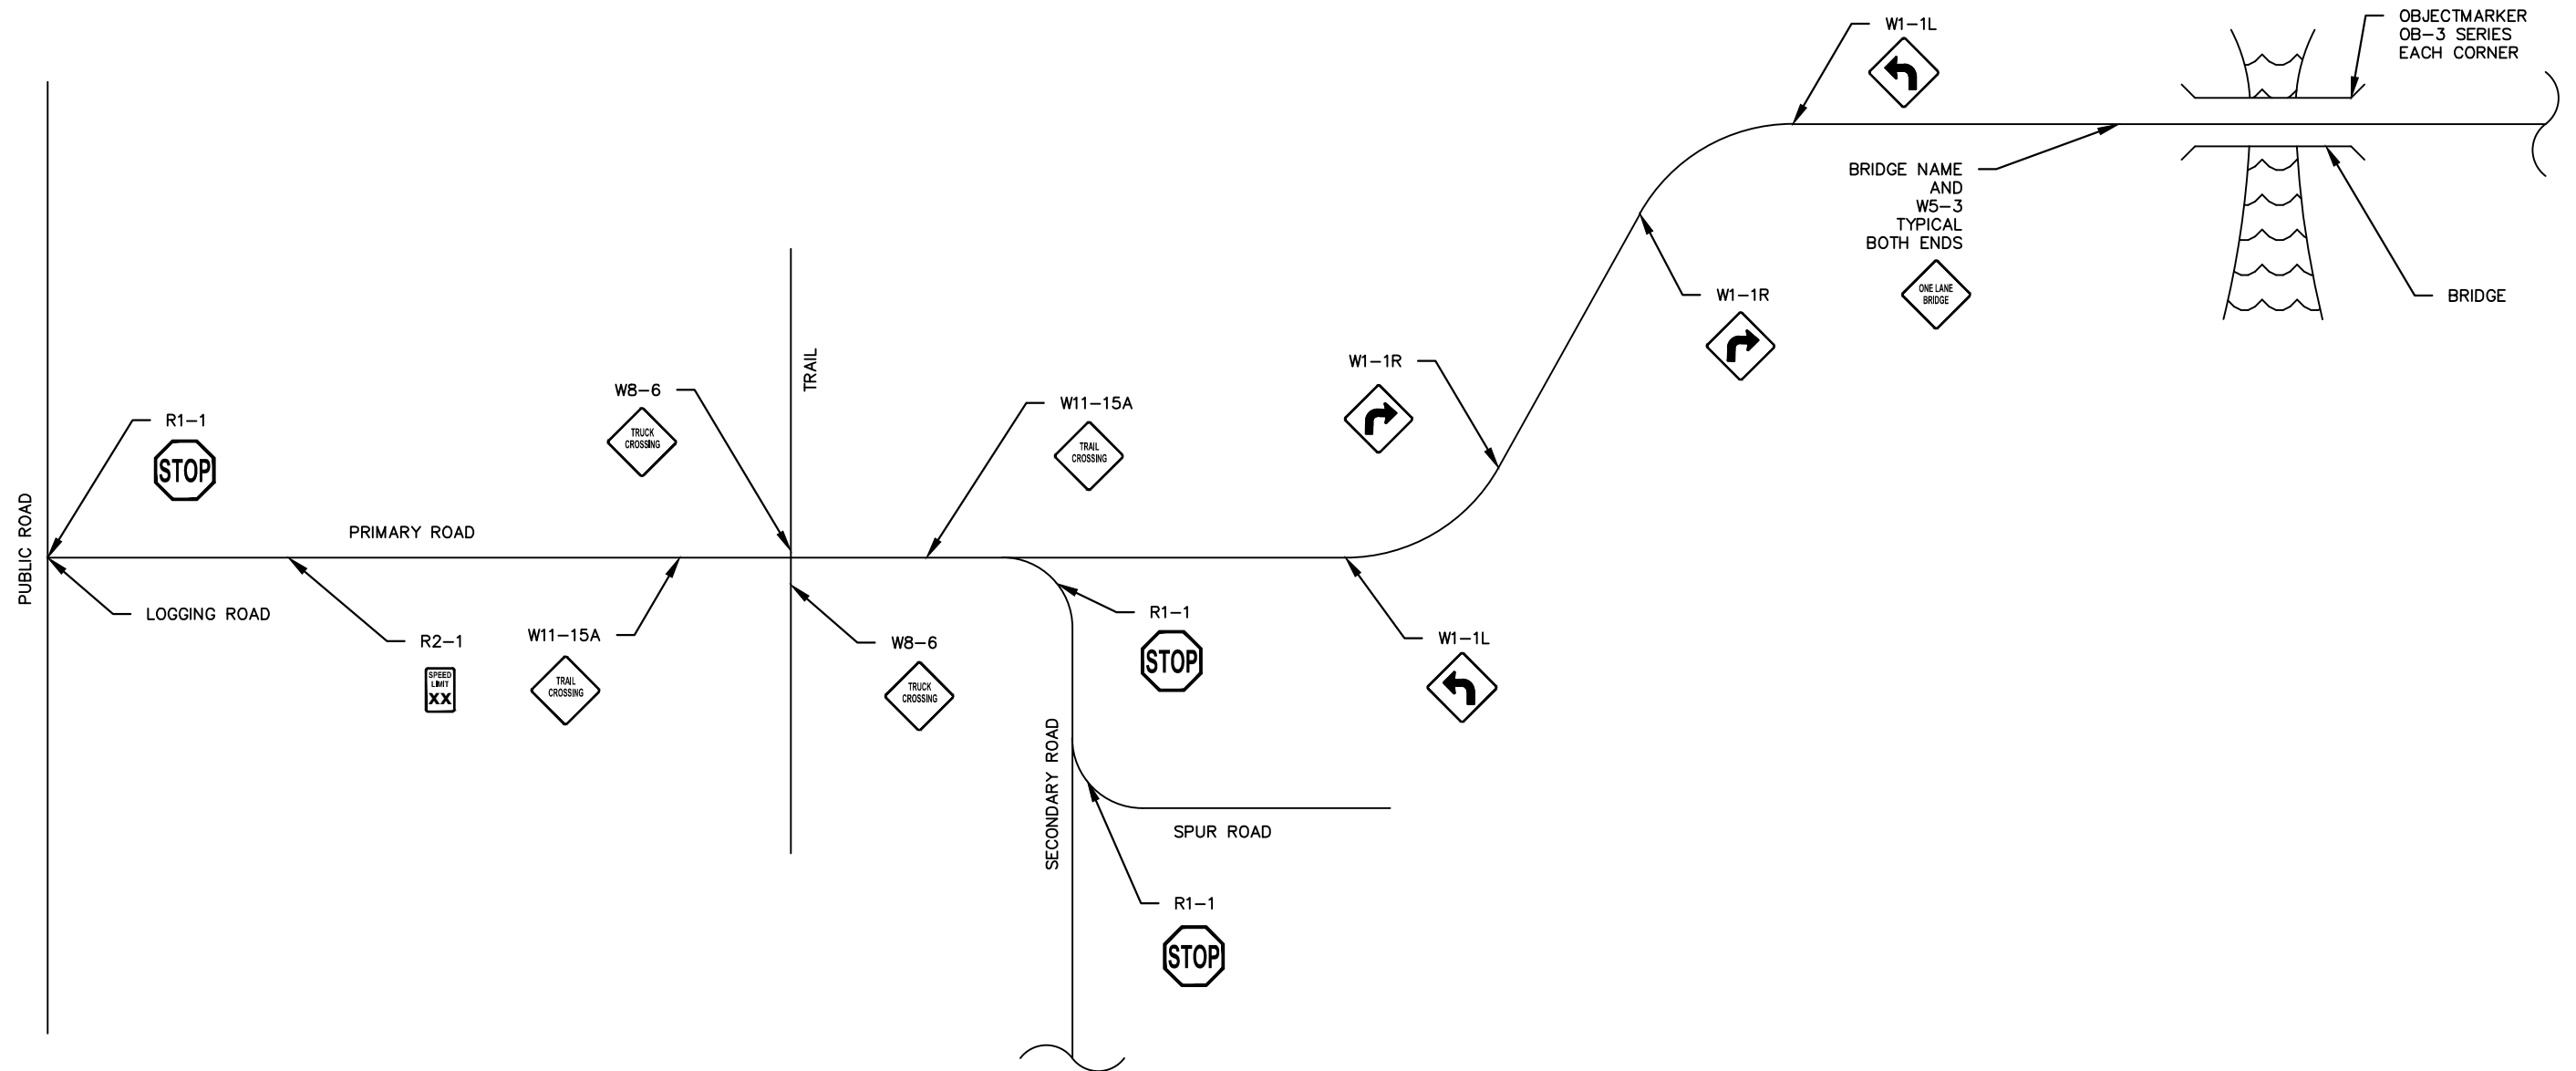 W1-1L
OBJECTMARKER
OB-3 SERIES
EACH CORNER
BRIDGE NAME
AND
W5-3
TYPICAL
BOTH ENDS
ONE LANE
BRIDGE
BRIDGE
W1-1R
W1-1R
TRAIL
W8-6
TRUCK
CROSSING
W11-15A
TRAIL
CROSSING
R1-1
STOP
PUBLIC ROAD
PRIMARY ROAD
LOGGING ROAD
R2-1
SPEED
LIMIT
XX
W11-15A
TRAIL
CROSSING
W8-6
TRUCK
CROSSING
R1-1
STOP
W1-1L
SECONDARY ROAD
SPUR ROAD
R1-1
STOP